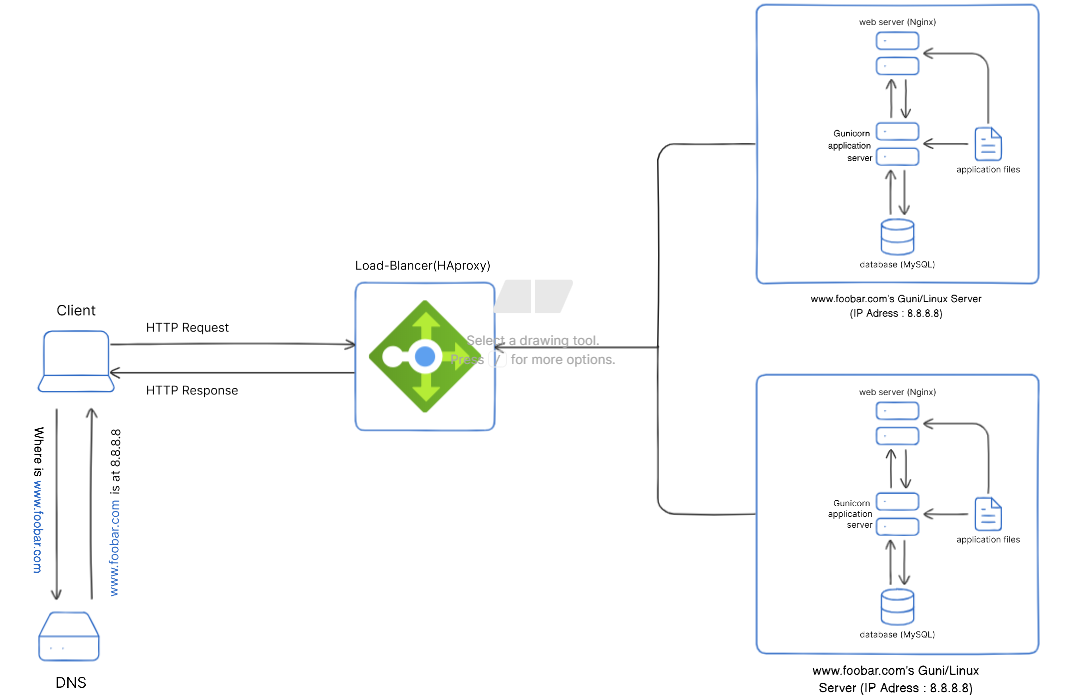 web server (Nginx)
Gunicorn
application
server
application files
database (MySQL)
www.foobar.com's Guni/Linux Server
(IP Adress : 8.8.8.8)
Load-Blancer(HAproxy)
Select a drawing tool.
Press / for more options.
Client
HTTP Request
HTTP Response
Where is www.foobar.com
www.foobar.com is at 8.8.8.8
DNS
web server (Nginx)
Gunicorn
application
server
application files
database (MySQL)
www.foobar.com's Guni/Linux
Server (IP Adress : 8.8.8.8)